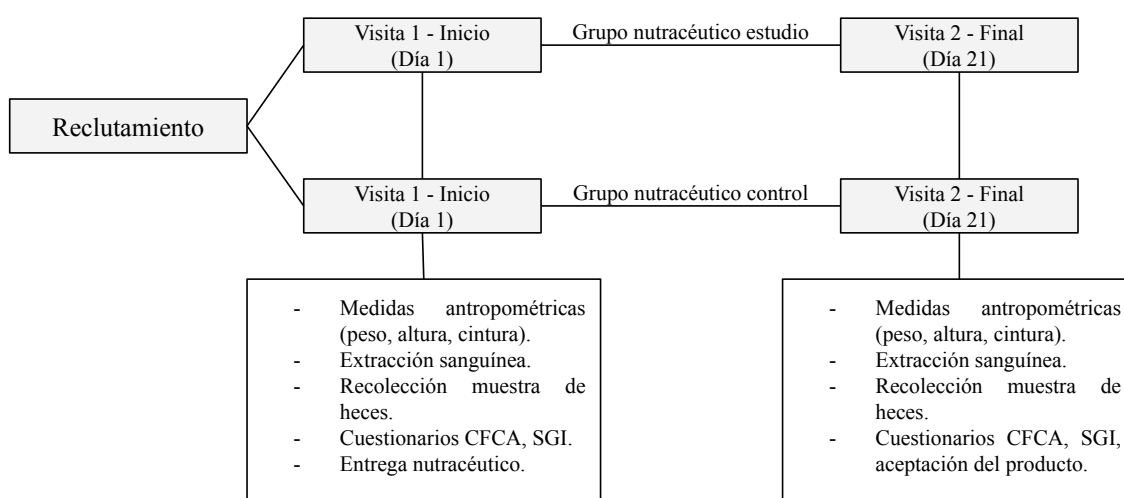 Visita 1 - Inicio
(Día 1)
Grupo nutracéutico estudio
Visita 2 - Final
(Día 21)
Reclutamiento
Visita 1 - Inicio
(Día 1)
Grupo nutracéutico control
Visita 2 - Final
(Día 21)
- Medidas antropométricas
(peso, altura, cintura).
- Extracción sanguínea.
- Recolección muestra de
heces.
- Cuestionarios CFCA, SGI.
- Entrega nutracéutico.
- Medidas antropométricas
(peso, altura, cintura).
- Extracción sanguínea.
- Recolección muestra de
heces.
- Cuestionarios CFCA, SGI,
aceptación del producto.